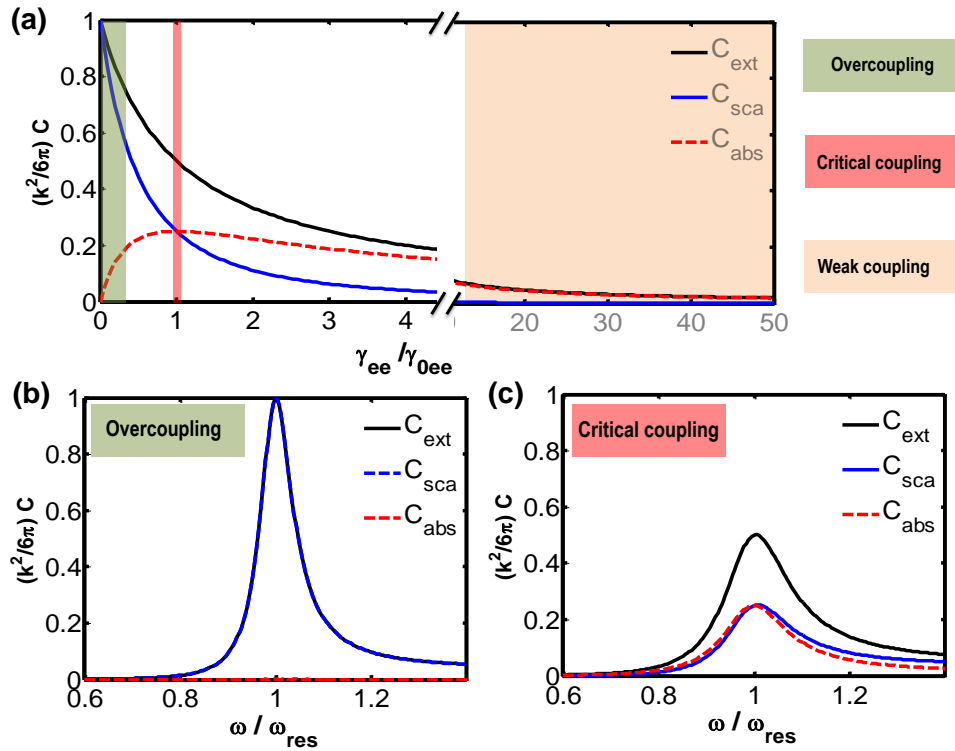 (a)
1
0.8
0.6
0.4
0.2
0
(k²/6π) C
C_ext
C_sca
C_abs
0 1 2 3 4 20 30 40 50
γ_ee /γ_0ee
Overcoupling
Critical coupling
Weak coupling
(b)
1
0.8
0.6
0.4
0.2
0
(k²/6π) C
Overcoupling
C_ext
C_sca
C_abs
0.6 0.8 1 1.2
ω / ω_res
(c)
1
0.8
0.6
0.4
0.2
0
(k²/6π) C
Critical coupling
C_ext
C_sca
C_abs
0.6 0.8 1 1.2
ω / ω_res